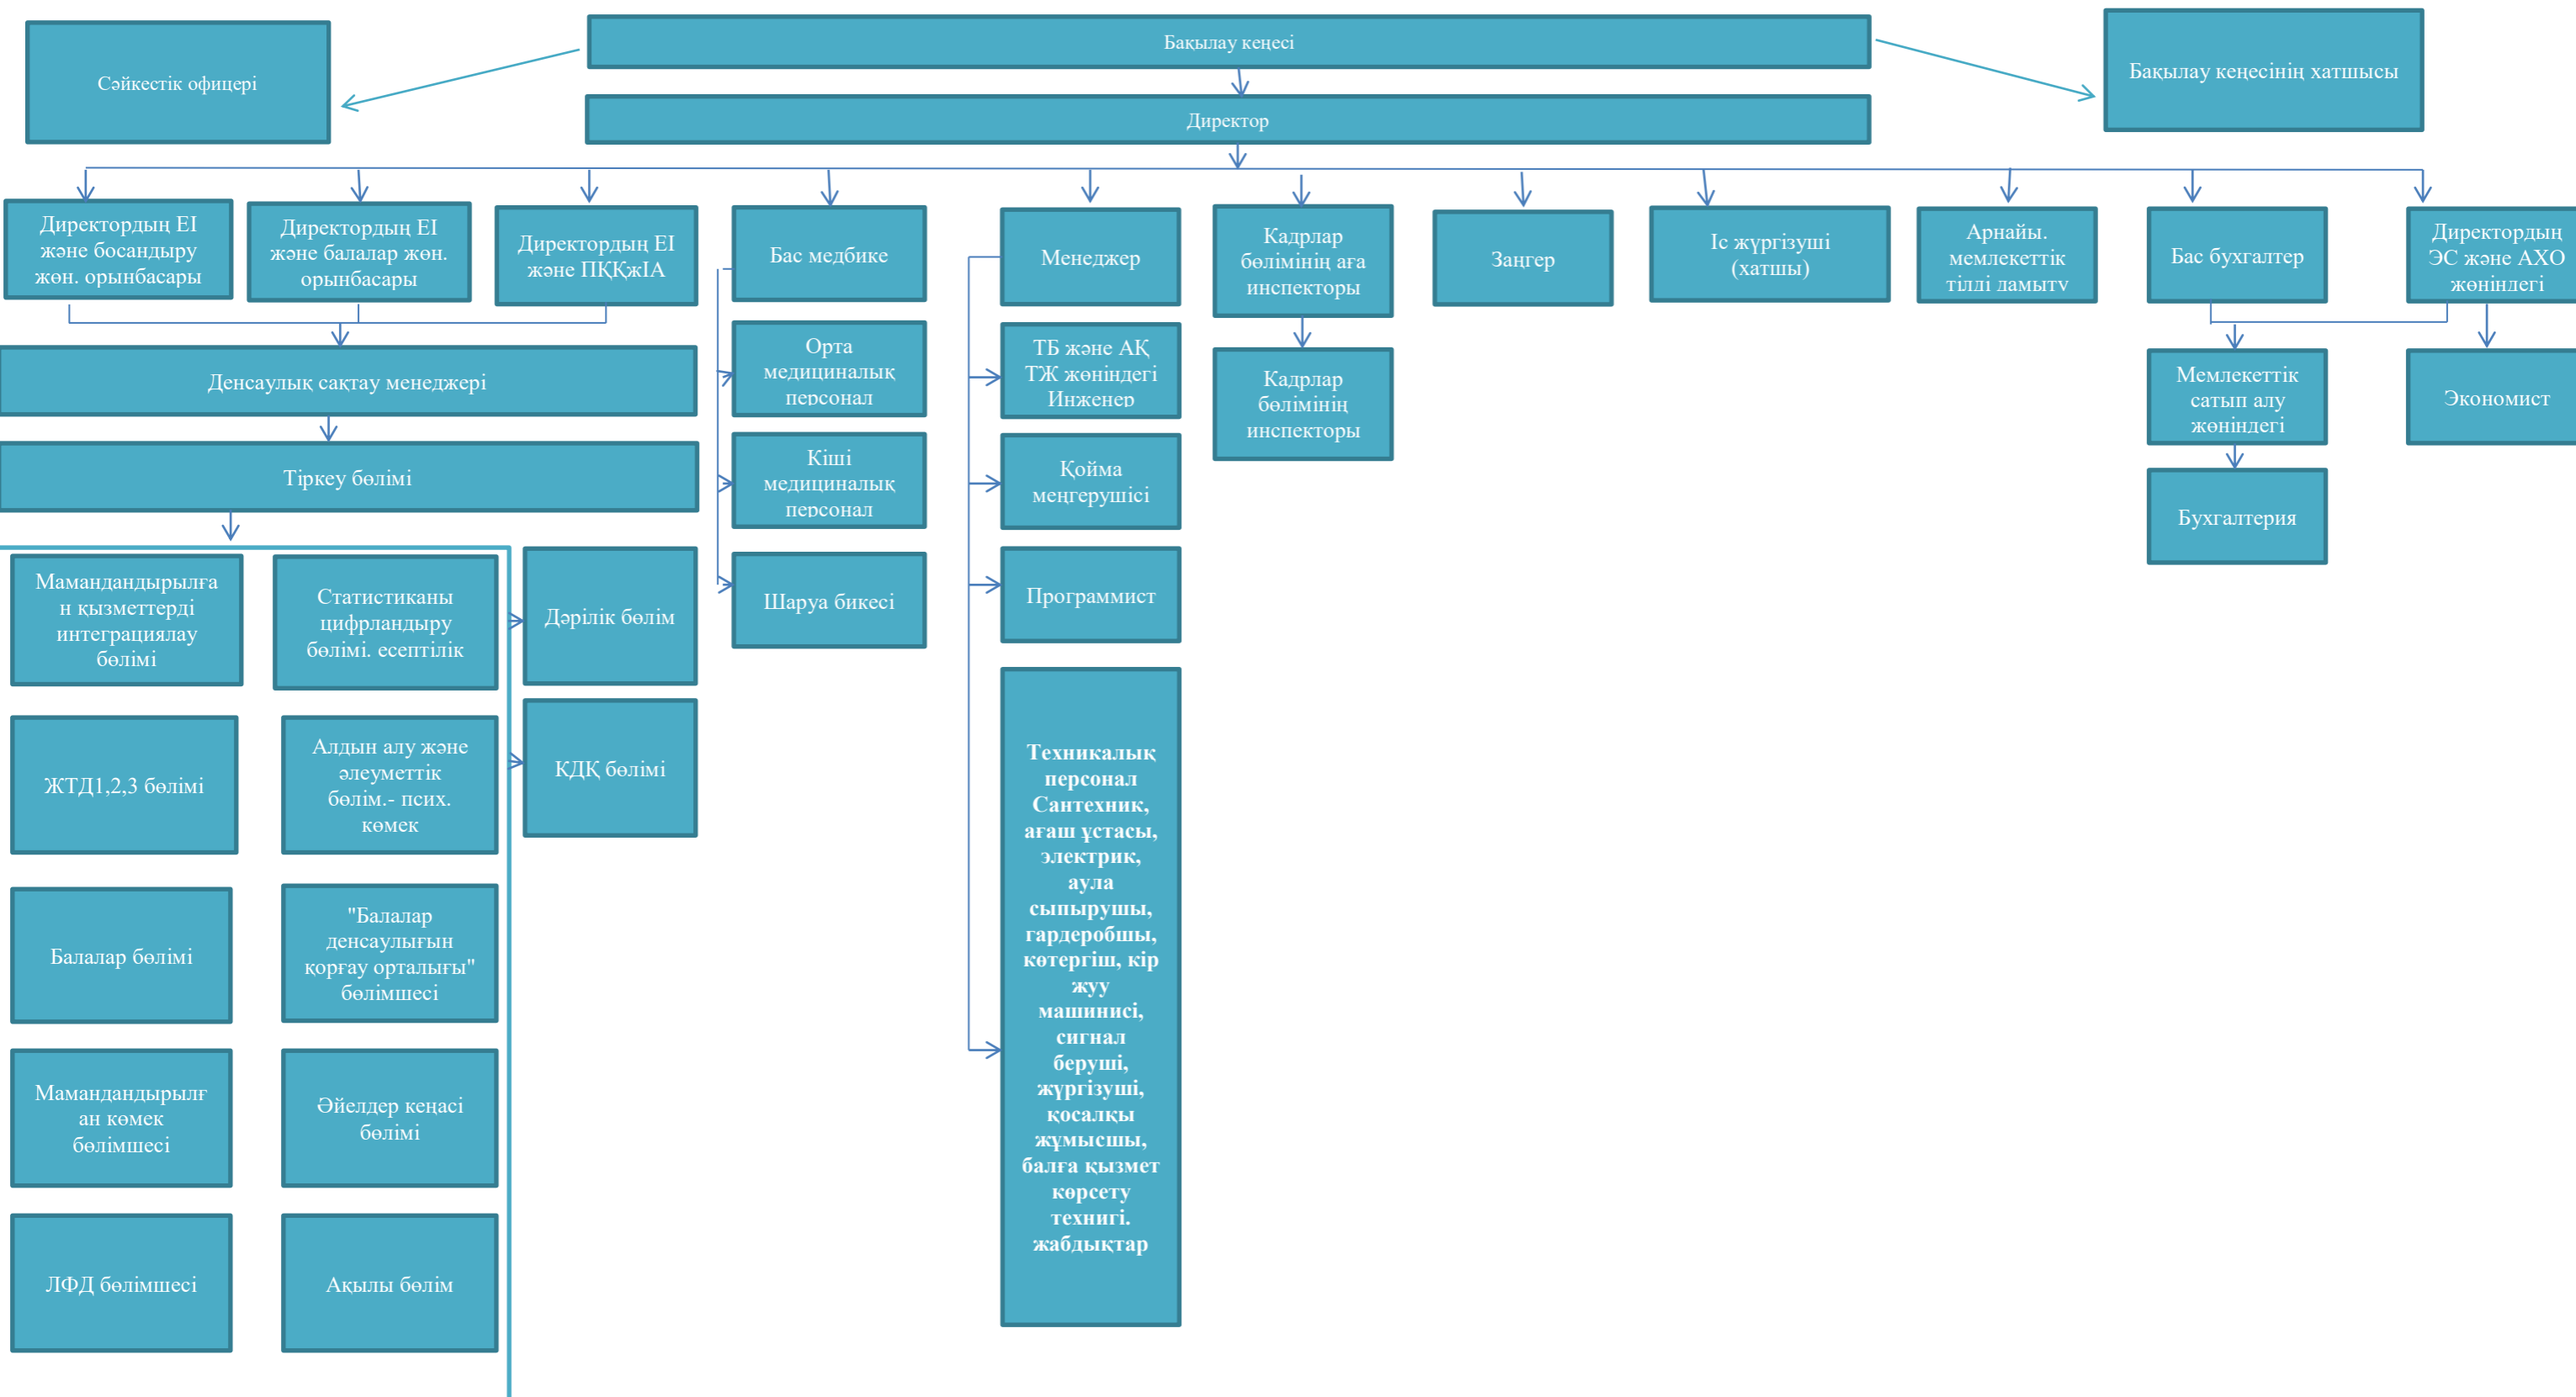 Сәйкестік офицері
Бақылау кеңесі
Бақылау кеңесінің хатшысы
Директор
Директордың ЕІ
және босандыру
жөн. орынбасары
Директордың ЕІ
және балалар жөн.
орынбасары
Директордың ЕІ
және ПҚҚжІА
Бас медбике
Менеджер
Кадрлар
бөлімінің аға
инспекторы
Заңгер
Іс жүргізуші
(хатшы)
Арнайы.
мемлекеттік
тілді дамыту
Бас бухгалтер
Директордың
ЭС және АХО
жөніндегі
Денсаулық сақтау менеджері
Орта
медициналық
персонал
ТБ және АҚ
ТЖ жөніндегі
Инженер
Кадрлар
бөлімінің
инспекторы
Мемлекеттік
сатып алу
жөніндегі
Экономист
Тіркеу бөлімі
Кіші
медициналық
персонал
Қойма
меңгерушісі
Бухгалтерия
Мамандандырылға
н қызметтерді
интеграциялау
бөлімі
Статистиканы
цифрландыру
бөлімі. есептілік
Дәрілік бөлім
Шаруа бикесі
Программист
ЖТД1,2,3 бөлімі
Алдын алу және
әлеуметтік
бөлім.- псих.
көмек
КДҚ бөлімі
Техникалық
персонал
Сантехник,
ағаш ұстасы,
электрик,
аула
сыпырушы,
гардеробшы,
көтергіш, кір
жуу
машинисі,
сигнал
беруші,
жүргізуші,
қосалқы
жұмысшы,
балға қызмет
көрсету
технигі.
жабдықтар
Балалар бөлімі
"Балалар
денсаулығын
қорғау орталығы"
бөлімшесі
Мамандандырылғ
ан көмек
бөлімшесі
Әйелдер кеңасі
бөлімі
ЛФД бөлімшесі
Ақылы бөлім